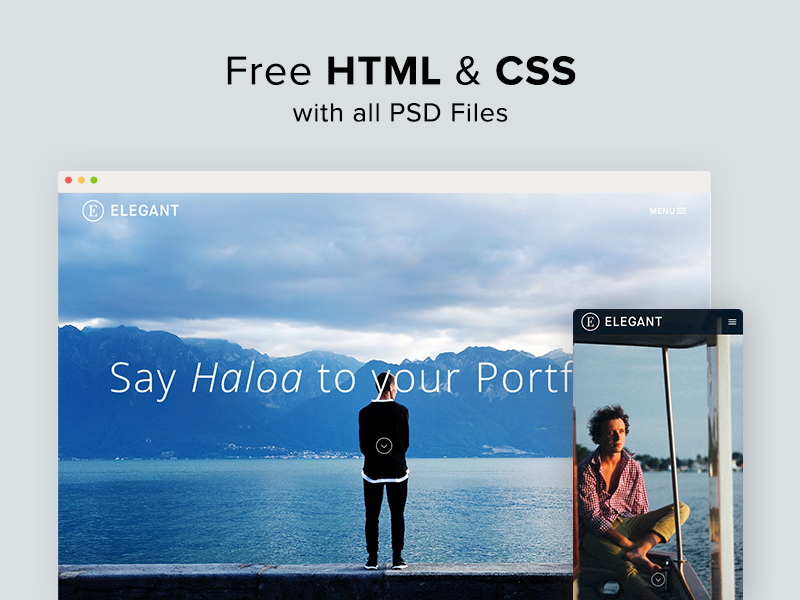 Free HTML & CSS
with all PSD Files
E ELEGANT
MENU
E ELEGANT
Say Haloa to your Portf